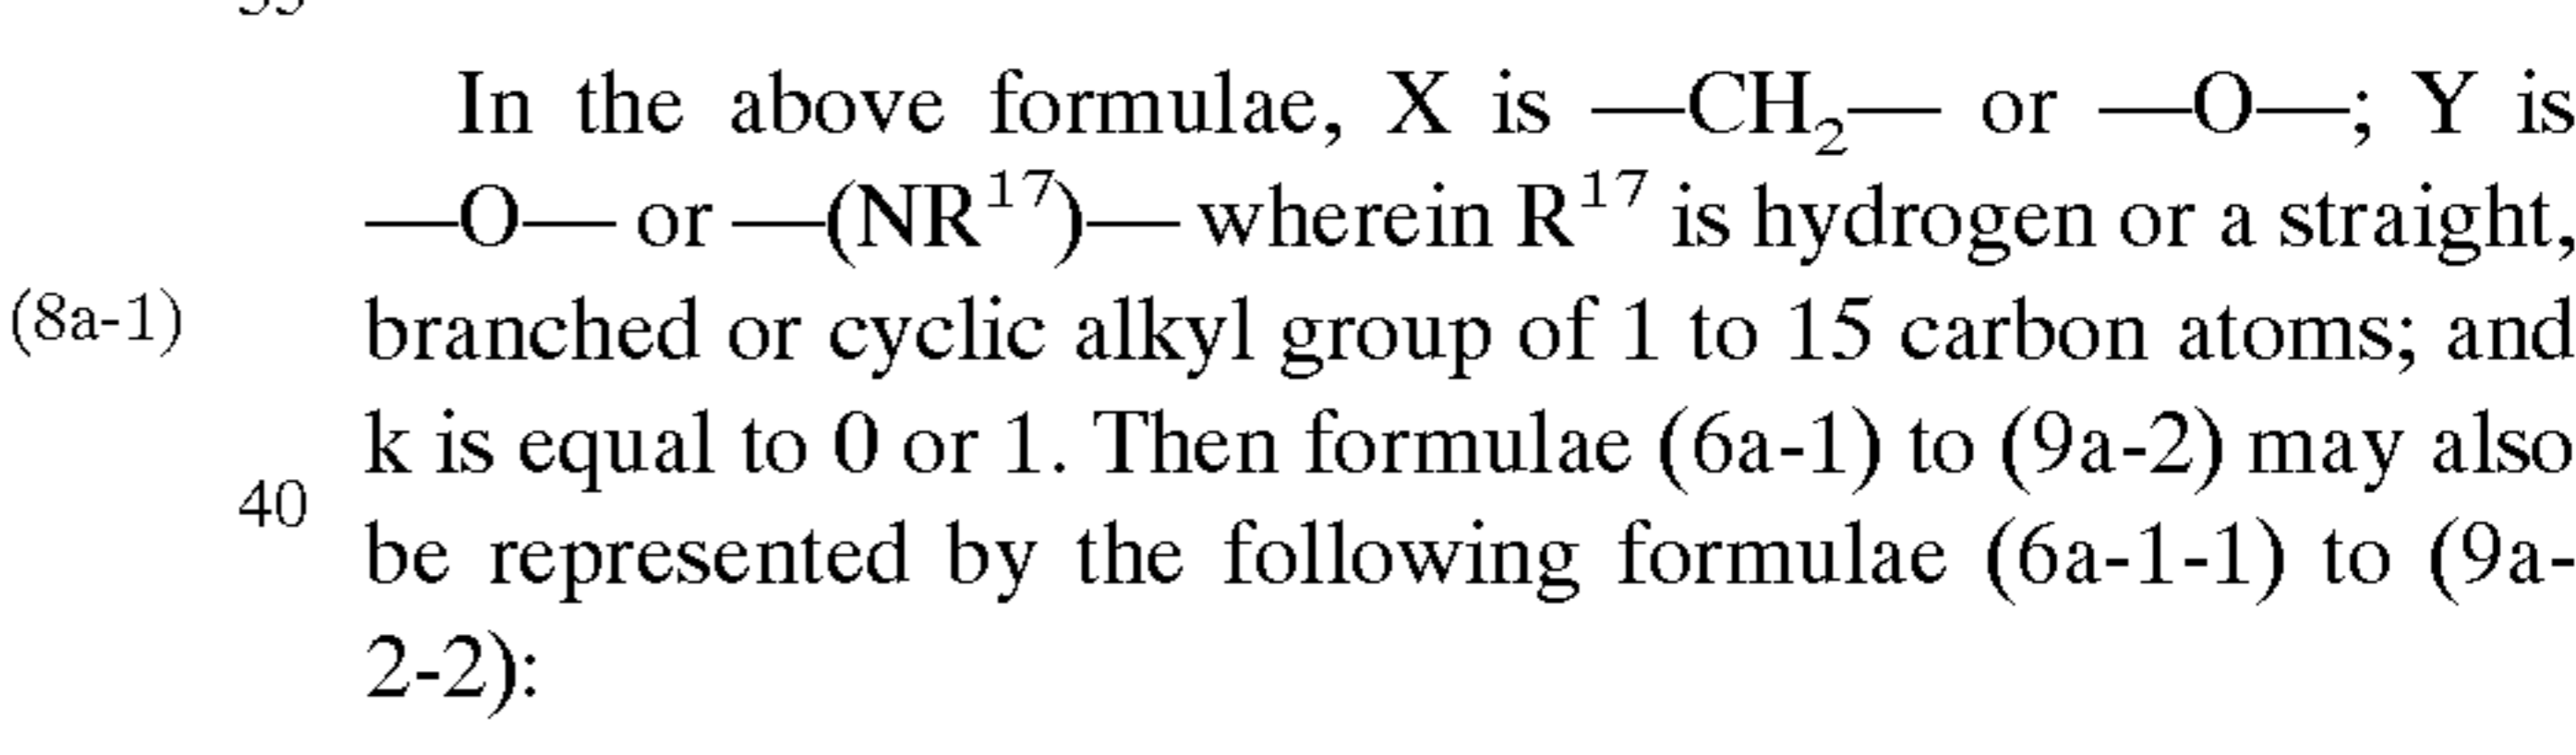 In the above formulae, X is —CH₂— or —O—; Y is
—O— or —(NR¹⁷)— wherein R¹⁷ is hydrogen or a straight,
(8a-1)
branched or cyclic alkyl group of 1 to 15 carbon atoms; and
k is equal to 0 or 1. Then formulae (6a-1) to (9a-2) may also
40
be represented by the following formulae (6a-1-1) to (9a-
2-2):